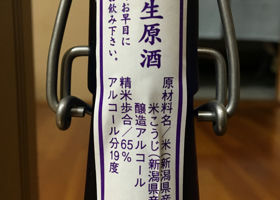 生原酒
お早目に
飲み下さい。
原材料名/米(新潟県産
米こうじ(新潟県産
醸造アルコール
精米歩合/65%
アルコール分19度